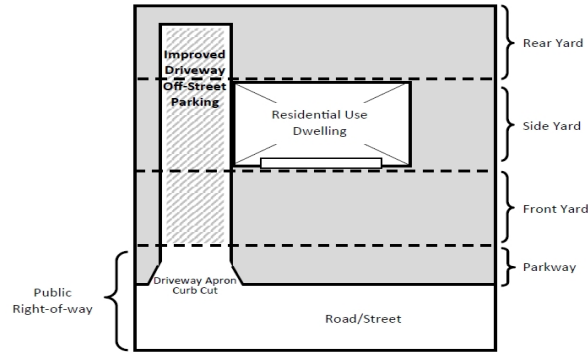 Rear Yard
Improved
Driveway
Off-Street
Parking
Residential Use
Dwelling
Side Yard
Front Yard
Parkway
Public
Right-of-way
Driveway Apron
Curb Cut
Road/Street